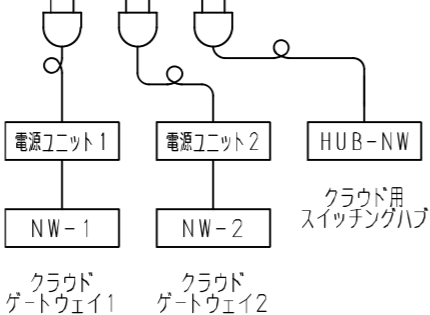 電源ユニット1
電源ユニット2
HUB-NW
クラウド用
スイッチングハブ
NW-1
NW-2
クラウド
ゲートウェイ1
クラウド
ゲートウェイ2